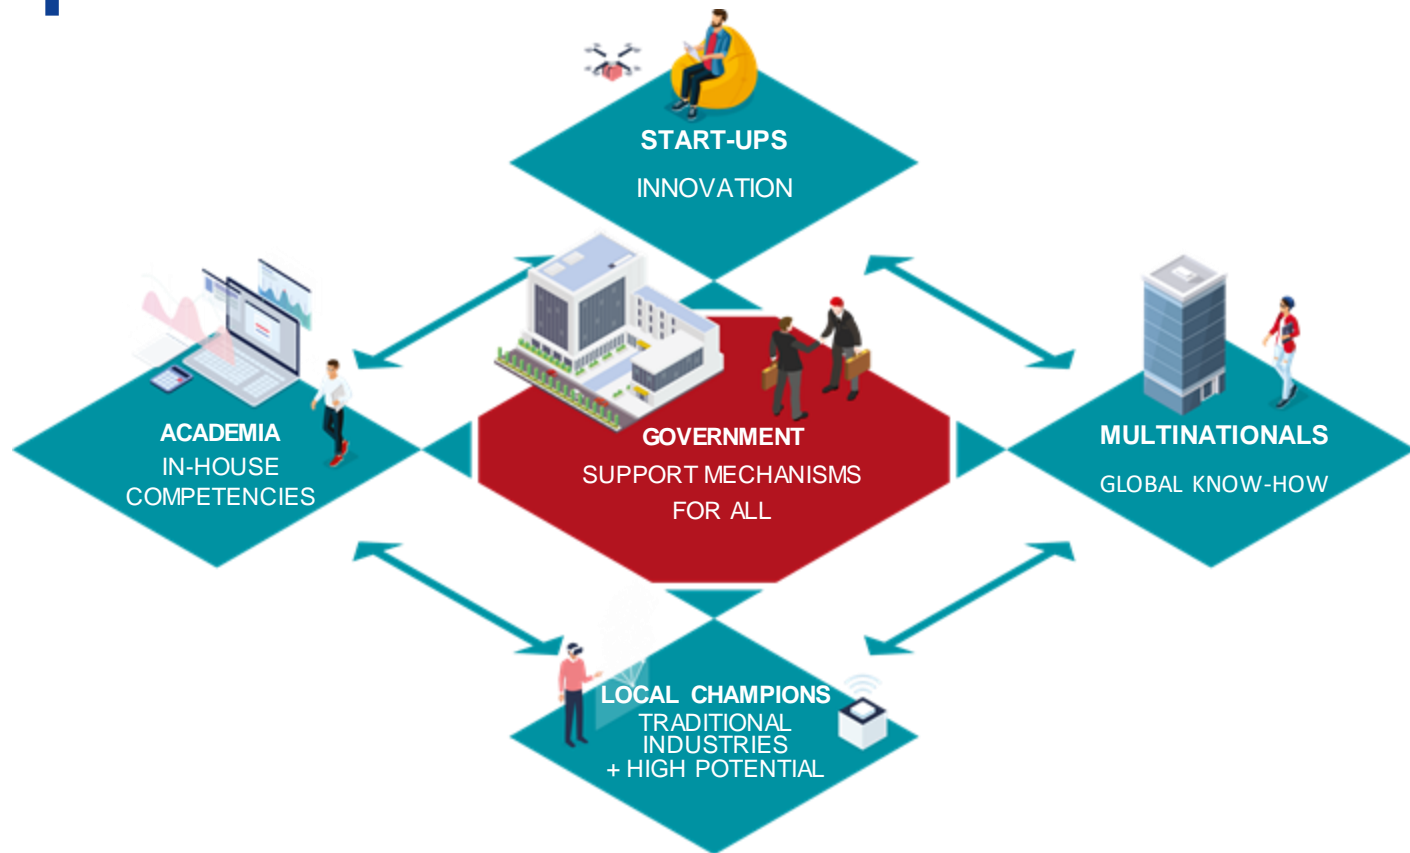 START-UPS
INNOVATION
ACADEMIA
IN-HOUSE
COMPETENCIES
GOVERNMENT
SUPPORT MECHANISMS
FOR ALL
MULTINATIONALS
GLOBAL KNOW-HOW
LOCAL CHAMPIONS
TRADITIONAL
INDUSTRIES
+ HIGH POTENTIAL